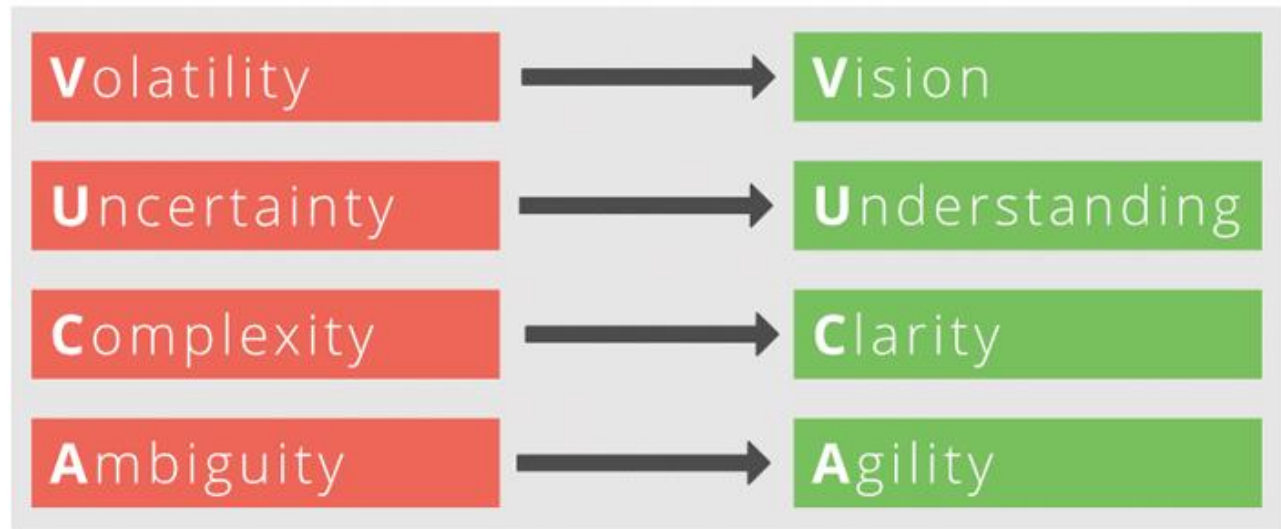 Volatility
Vision
Uncertainty
Understanding
Complexity
Clarity
Ambiguity
Agility